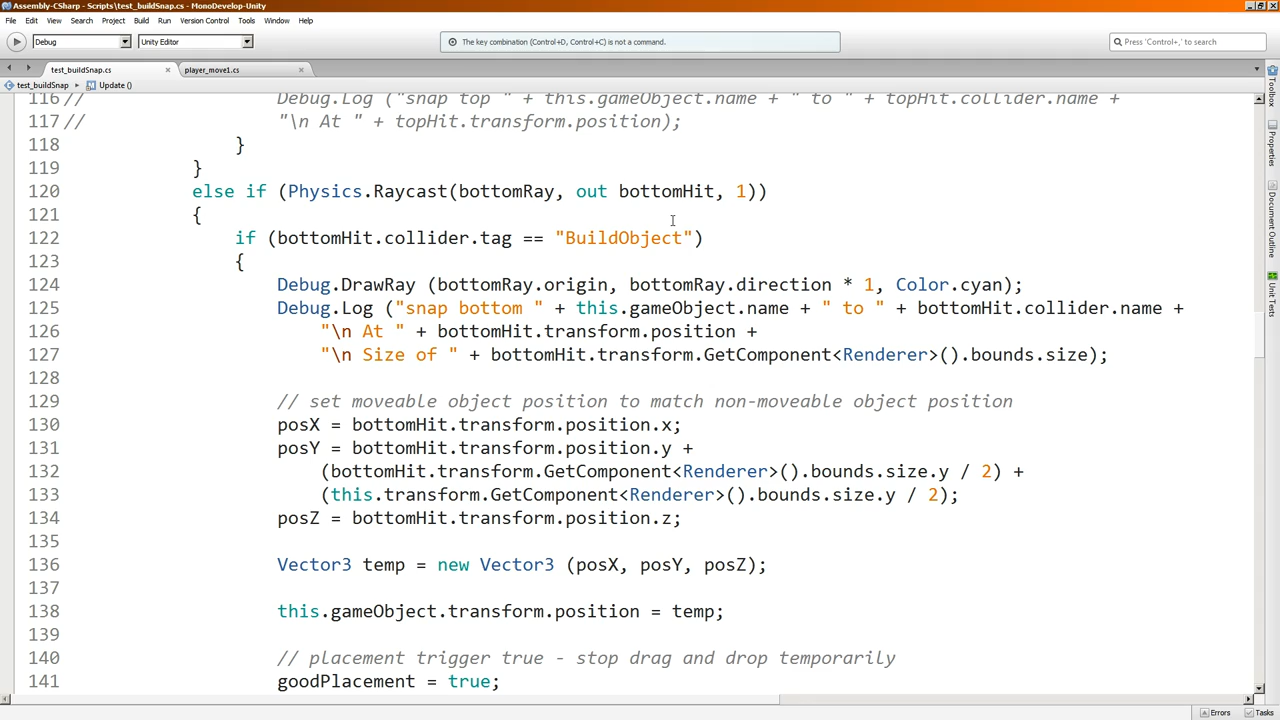 Assembly-CSharp - Scripts\test_buildSnap.cs - MonoDevelop-Unity
File Edit View Search Project Build Run Version Control Tools Window Help
Debug Unity Editor The key combination (Control+D, Control+C) is not a command. Press 'Control+,' to search
test_buildSnap.cs player_move1.cs
test_buildSnap Update ()
116// Debug.Log ("snap top " + this.gameObject.name + " to " + topHit.collider.name +
117// "\n At " + topHit.transform.position);
118 }
119 }
120 else if (Physics.Raycast(bottomRay, out bottomHit, 1))
121 {
122 if (bottomHit.collider.tag == "BuildObject")
123 {
124 Debug.DrawRay (bottomRay.origin, bottomRay.direction * 1, Color.cyan);
125 Debug.Log ("snap bottom " + this.gameObject.name + " to " + bottomHit.collider.name +
126 "\n At " + bottomHit.transform.position +
127 "\n Size of " + bottomHit.transform.GetComponent<Renderer>().bounds.size);
128
129 // set moveable object position to match non-moveable object position
130 posX = bottomHit.transform.position.x;
131 posY = bottomHit.transform.position.y +
132 (bottomHit.transform.GetComponent<Renderer>().bounds.size.y / 2) +
133 (this.transform.GetComponent<Renderer>().bounds.size.y / 2);
134 posZ = bottomHit.transform.position.z;
135
136 Vector3 temp = new Vector3 (posX, posY, posZ);
137
138 this.gameObject.transform.position = temp;
139
140 // placement trigger true - stop drag and drop temporarily
141 goodPlacement = true;
Toolbox
Properties
Document Outline
Unit Tests
Errors Tasks